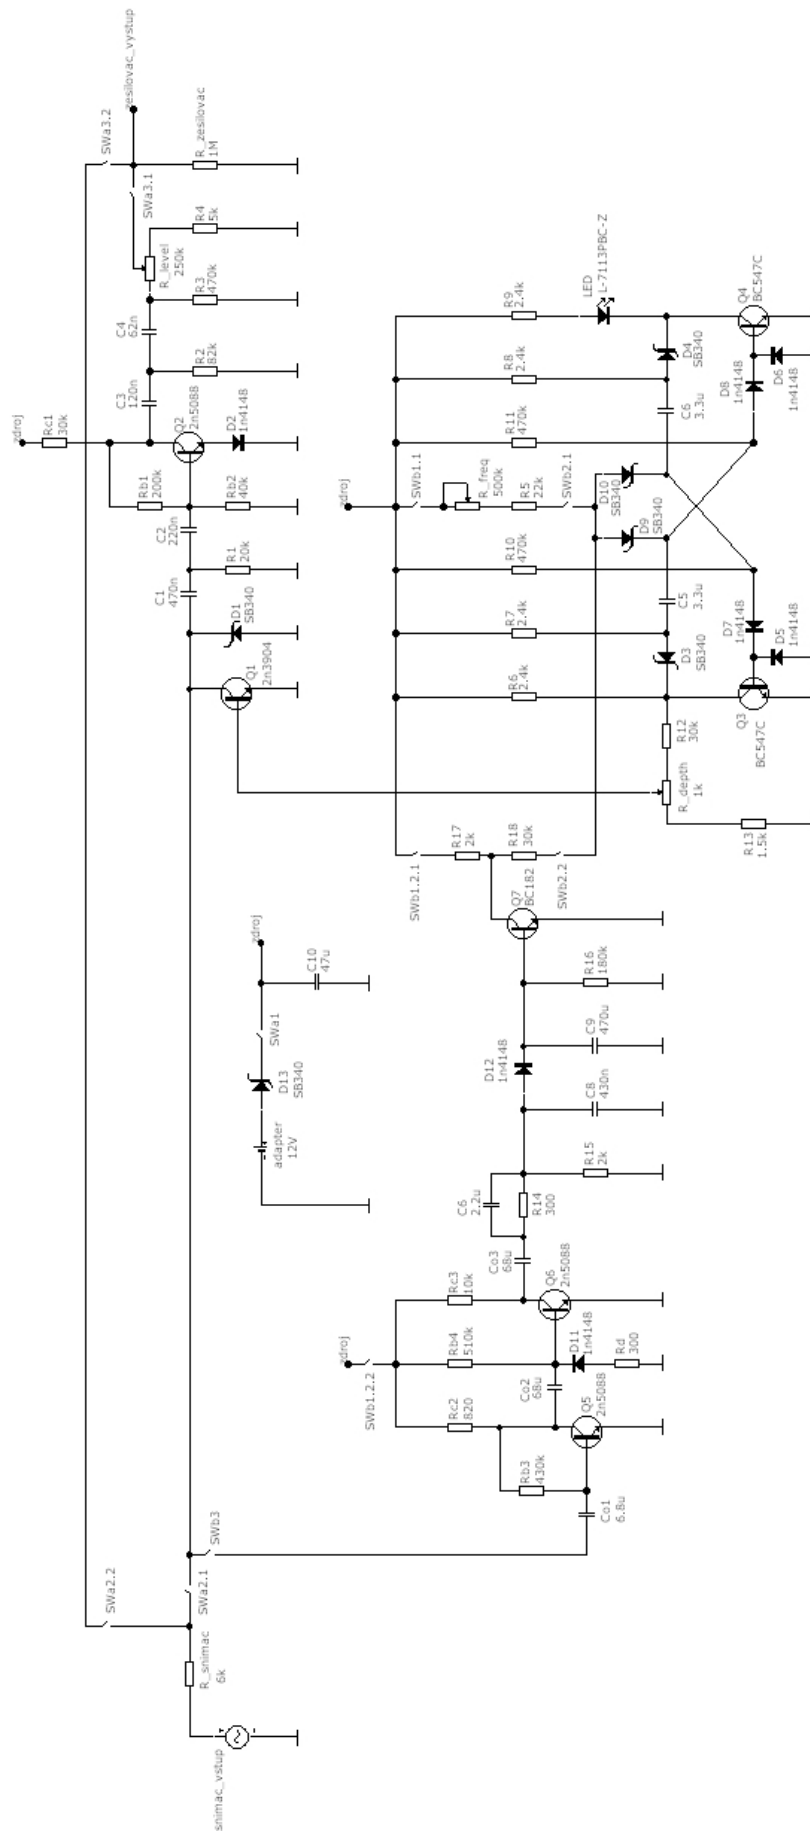 zesilovac_vystup
SWa3.2
R_zesilovac
1M
SWa3.1
R4
5k
R_level
250k
R3
470k
C4
62n
R2
82k
C3
120n
zdroj
Rc1
30k
Q2
2n5088
D2
1n4148
Rb1
200k
Rb2
40k
C2
220n
R1
20k
C1
470n
D1
SB340
Q1
2n3904
SWb3
SWa2.1
SWa2.2
R_snimac
6k
snimac_vstup
zdroj
C10
47u
SWa1
D13
SB340
adapter
12V
R9
2.4k
LED
L-7113PBC-Z
Q4
BC547C
R8
2.4k
D4
SB340
D8
1n4148
D6
1n4148
C6
3.3u
R11
470k
zdroj
SWb1.1
R_freq
500k
R5
22k
SWb2.1
D10
SB340
D9
SB340
R10
470k
C5
3.3u
R7
2.4k
D3
SB340
D7
1n4148
D5
1n4148
R6
2.4k
Q3
BC547C
R12
30k
R_depth
1k
R13
1.5k
SWb1.2.1
R17
2k
R18
30k
SWb2.2
Q7
BC182
R16
180k
C9
470u
D12
1n4148
C8
430n
R15
2k
C6
2.2u
R14
300
Co3
68u
zdroj
SWb1.2.2
Rc3
10k
Q6
2n5088
Rb4
510k
D11
1n4148
Rd
300
Co2
68u
Rc2
820
Q5
2n5088
Rb3
430k
Co1
6.8u